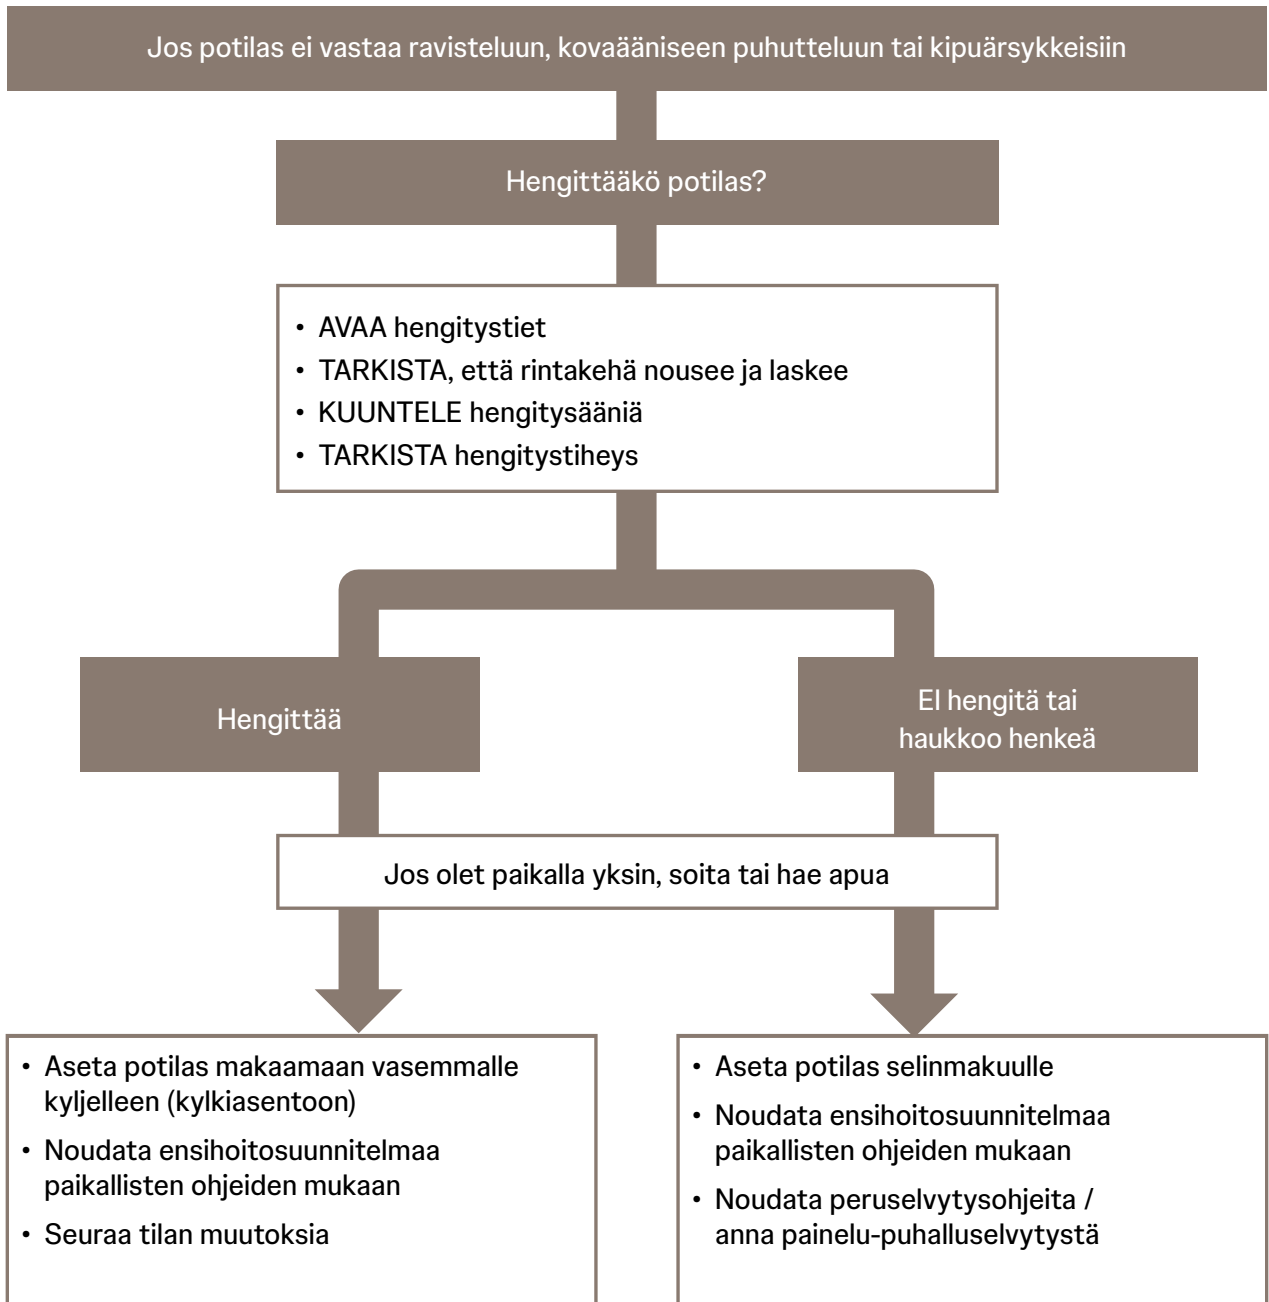 Jos potilas ei vastaa ravisteluun, kovaääniseen puhutteluun tai kipuärsykkeisiin
Hengittääkö potilas?
• AVAA hengitystiet
• TARKISTA, että rintakehä nousee ja laskee
• KUUNTELE hengitysääniä
• TARKISTA hengitystiheys
Hengittää
EI hengitä tai
haukkoo henkeä
Jos olet paikalla yksin, soita tai hae apua
• Aseta potilas makaamaan vasemmalle
kyljelleen (kylkiasentoon)
• Noudata ensihoitosuunnitelmaa
paikallisten ohjeiden mukaan
• Seuraa tilan muutoksia
• Aseta potilas selinmakuulle
• Noudata ensihoitosuunnitelmaa
paikallisten ohjeiden mukaan
• Noudata peruselvytysohjeita /
anna painelu-puhalluselvytystä